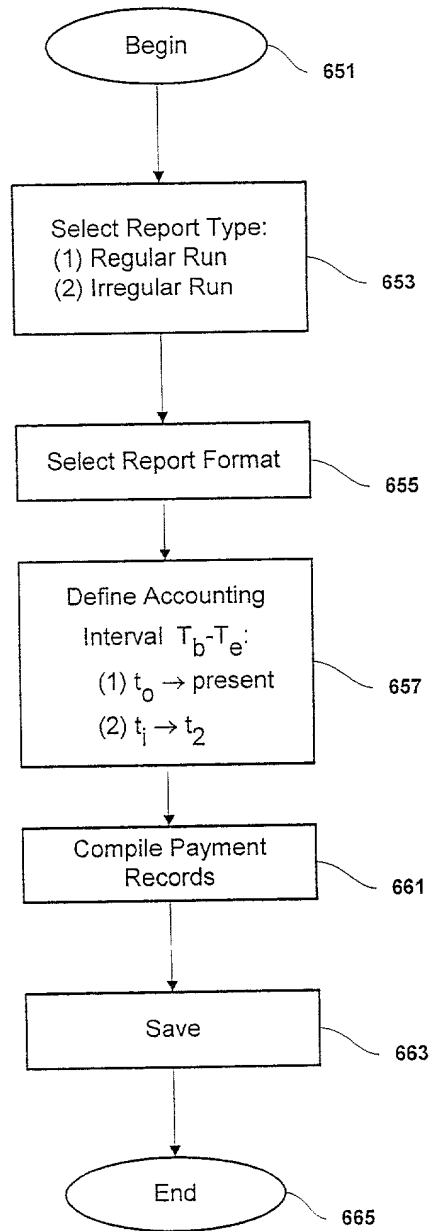 Begin
651
Select Report Type:
(1) Regular Run
(2) Irregular Run
653
Select Report Format
655
Define Accounting
Interval T_b-T_e:
(1) t_o → present
(2) t_i → t_2
657
Compile Payment
Records
661
Save
663
End
665